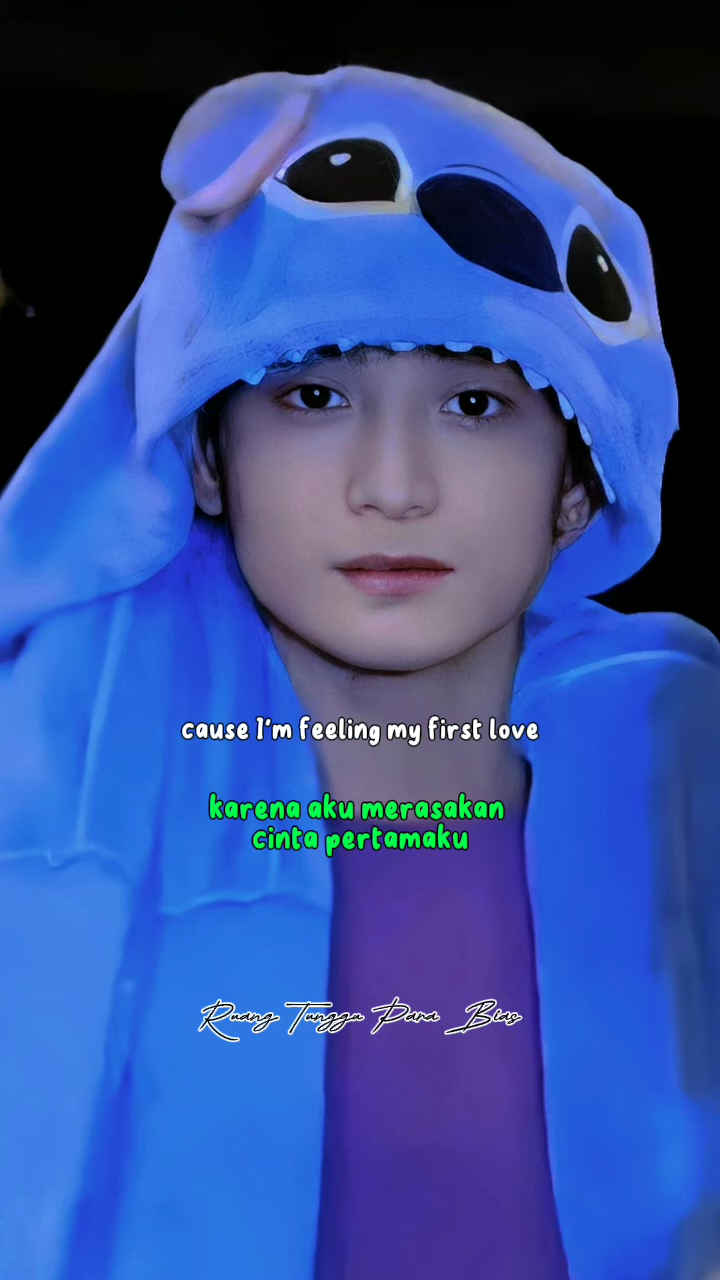 cause I'm feeling my first love
karena aku merasakan
cinta pertamaku
Ruang Tunggu Para Bias